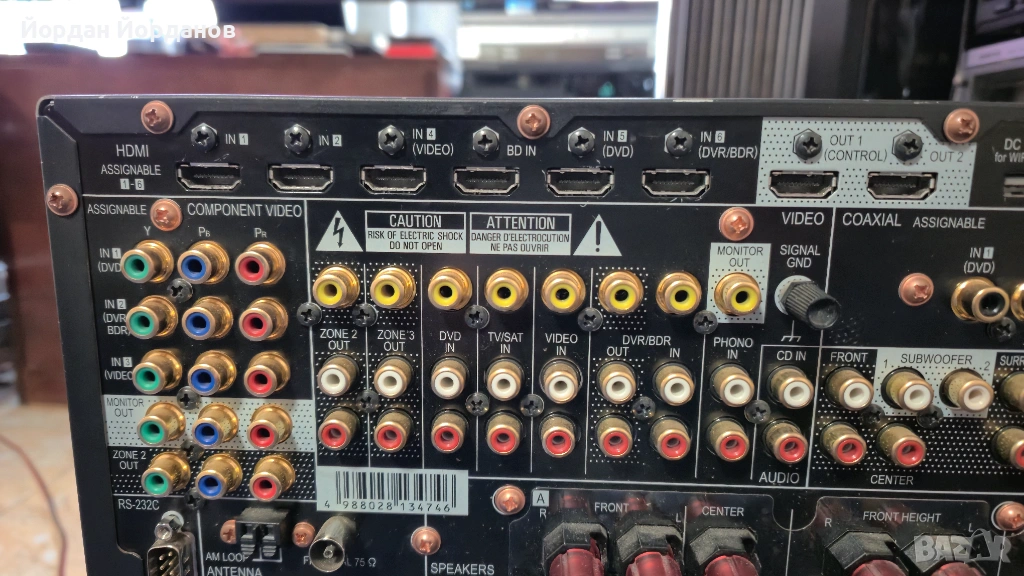 Йордан Йорданов
HDMI
ASSIGNABLE
1-6
IN 1
IN 2
IN 4
(VIDEO)
BD IN
IN 5
(DVD)
IN 6
(DVR/BDR)
OUT 1
(CONTROL)
OUT 2
DC
for WI
ASSIGNABLE
COMPONENT VIDEO
Y
PB
PR
CAUTION
RISK OF ELECTRIC SHOCK
DO NOT OPEN
ATTENTION
DANGER D'ELECTROCUTION
NE PAS OUVRIR
VIDEO
COAXIAL
ASSIGNABLE
MONITOR
OUT 1
SIGNAL
GND
IN 1
(DVD)
IN 1
(DVD
IN 2
(DVR
BDR)
IN 3
(VIDEO
MONITOR
OUT
ZONE 2
OUT
ZONE 2
OUT
ZONE 3
OUT
DVD
IN
TV/SAT
IN
VIDEO
IN
DVR/BDR
OUT
IN
PHONO
IN
CD IN
FRONT
SUBWOOFER
1
2
SURR
AUDIO
CENTER
RS-232C
4 988028 134746
AM LOOP
ANTENNA
75 Ω
SPEAKERS
A
R
FRONT
L
CENTER
R
FRONT HEIGHT
L
BAZAR